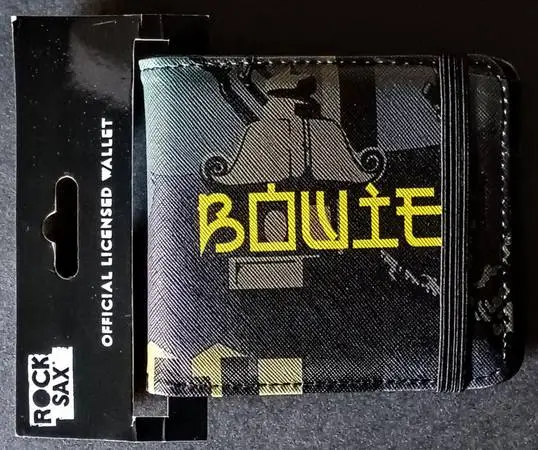 OFFICIAL LICENSED WALLET
ROCK
SAX
BOWIE